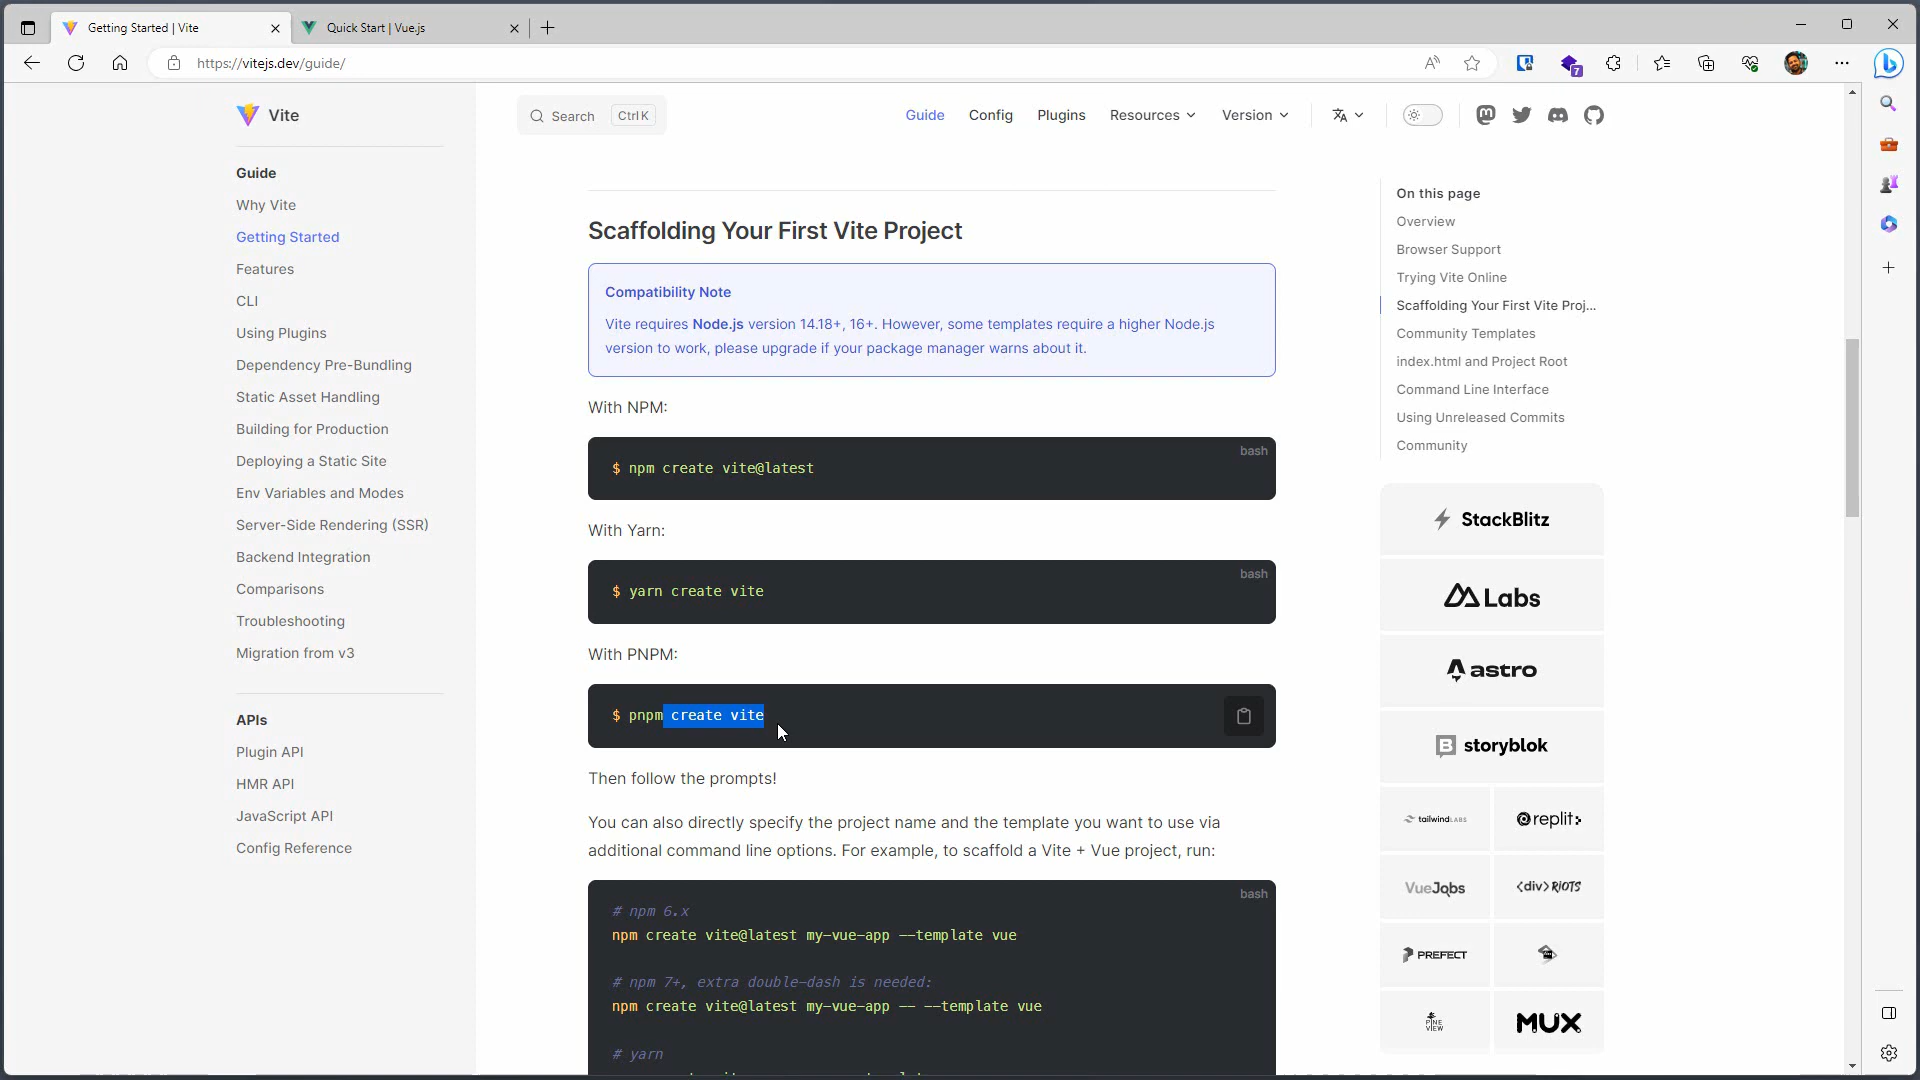 Getting Started | Vite
Quick Start | Vue.js
https://vitejs.dev/guide/
7
Vite
Search
Ctrl K
Guide
Config
Plugins
Resources
Version
Guide
Why Vite
Getting Started
Features
CLI
Using Plugins
Dependency Pre-Bundling
Static Asset Handling
Building for Production
Deploying a Static Site
Env Variables and Modes
Server-Side Rendering (SSR)
Backend Integration
Comparisons
Troubleshooting
Migration from v3
APIs
Plugin API
HMR API
JavaScript API
Config Reference
Scaffolding Your First Vite Project
Compatibility Note
Vite requires Node.js version 14.18+, 16+. However, some templates require a higher Node.js
version to work, please upgrade if your package manager warns about it.
With NPM:
bash
$ npm create vite@latest
With Yarn:
bash
$ yarn create vite
With PNPM:
$ pnpm create vite
Then follow the prompts!
You can also directly specify the project name and the template you want to use via
additional command line options. For example, to scaffold a Vite + Vue project, run:
bash
# npm 6.x
npm create vite@latest my-vue-app --template vue
# npm 7+, extra double-dash is needed:
npm create vite@latest my-vue-app -- --template vue
# yarn
On this page
Overview
Browser Support
Trying Vite Online
Scaffolding Your First Vite Proj...
Community Templates
index.html and Project Root
Command Line Interface
Using Unreleased Commits
Community
StackBlitz
Labs
astro
storyblok
tailwindLABS
replit
VueJobs
<div>RIOTS
PREFECT
PINE VIEW
MUX